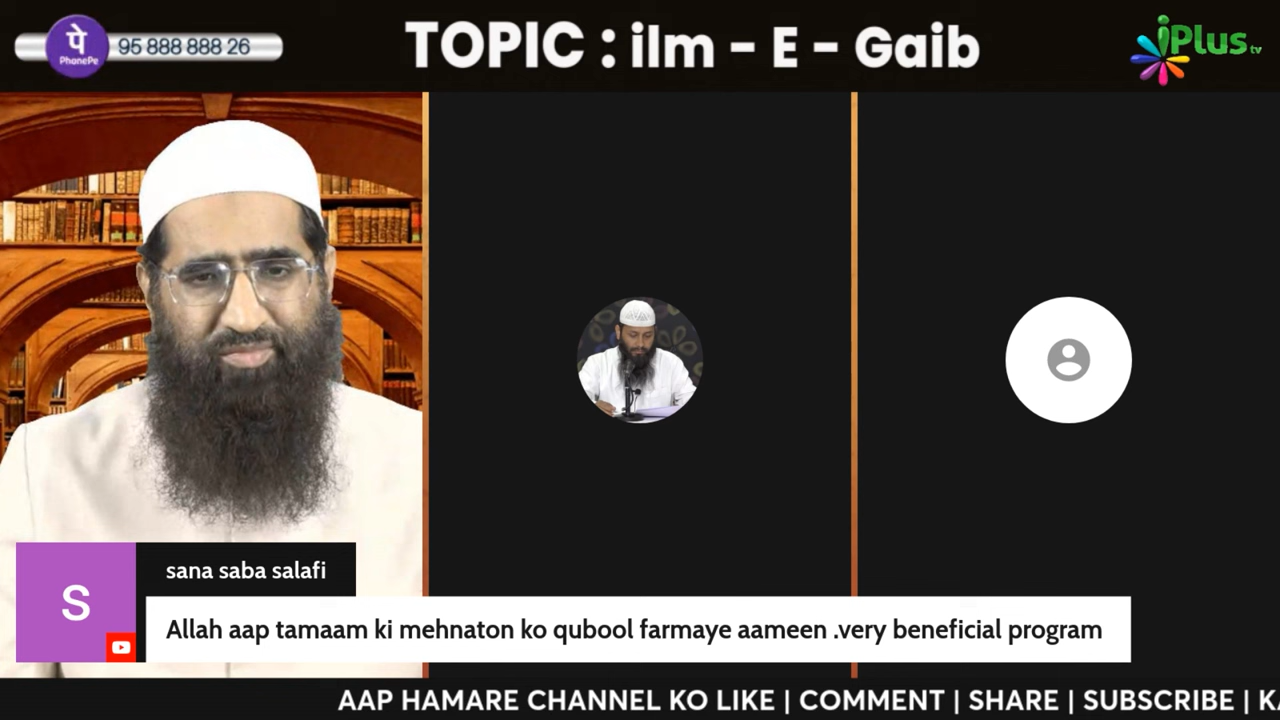 पे
PhonePe
95 888 888 26
TOPIC : ilm - E - Gaib
iPlus tv
S
sana saba salafi
Allah aap tamaam ki mehnaton ko qubool farmaye aameen .very beneficial program
AAP HAMARE CHANNEL KO LIKE | COMMENT | SHARE | SUBSCRIBE |